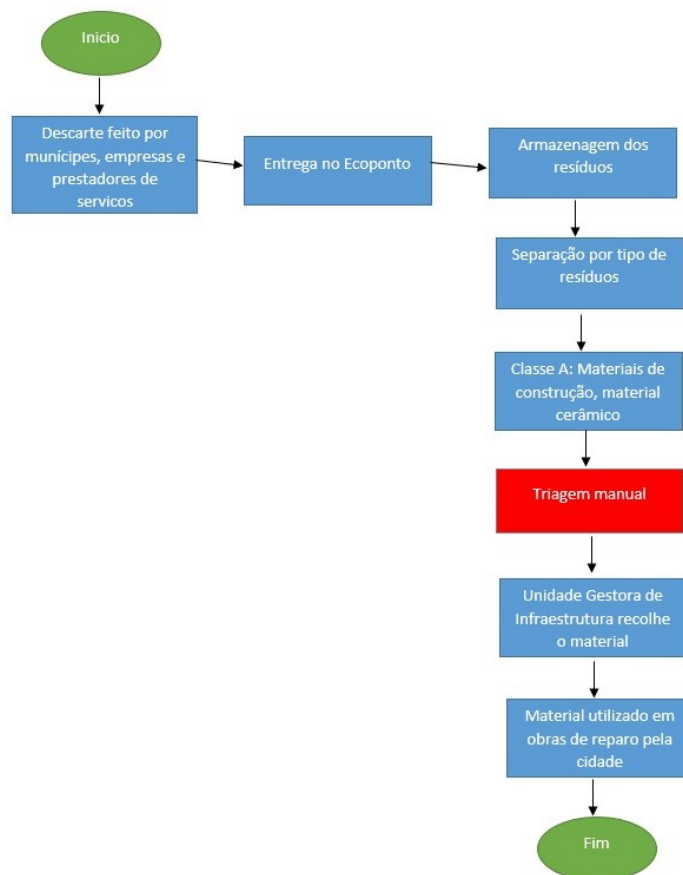 Inicio
Descarte feito por
munícipes, empresas e
prestadores de
servicos
Entrega no Ecoponto
Armazenagem dos
resíduos
Separação por tipo de
resíduos
Classe A: Materiais de
construção, material
cerâmico
Triagem manual
Unidade Gestora de
Infraestrutura recolhe
o material
Material utilizado em
obras de reparo pela
cidade
Fim